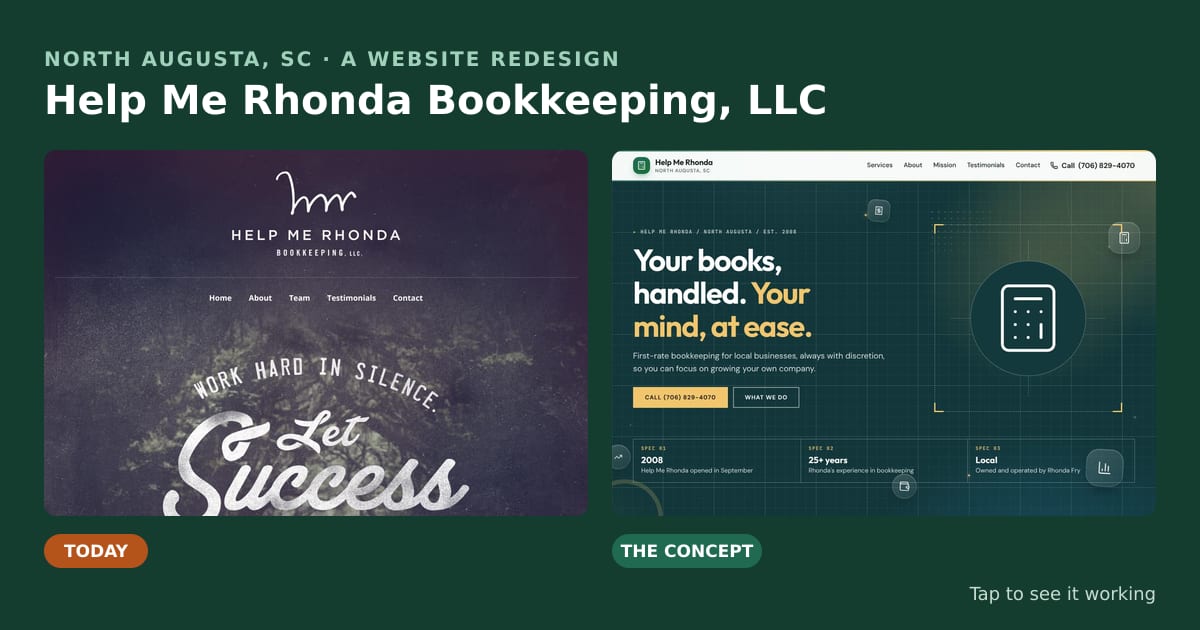 NORTH AUGUSTA, SC · A WEBSITE REDESIGN
Help Me Rhonda Bookkeeping, LLC
hmr
HELP ME RHONDA
BOOKKEEPING, LLC.
Home About Team Testimonials Contact
WORK HARD IN SILENCE.
& Let
Success
TODAY
Help Me Rhonda
NORTH AUGUSTA, SC
Services About Mission Testimonials Contact Call (706) 829-4070
HELP ME RHONDA / NORTH AUGUSTA / EST. 2008
Your books,
handled. Your
mind, at ease.
First-rate bookkeeping for local businesses, always with discretion,
so you can focus on growing your own company.
CALL (706) 829-4070 WHAT WE DO
SPEC 01
2008
Help Me Rhonda opened in September
SPEC 02
25+ years
Rhonda's experience in bookkeeping
SPEC 03
Local
Owned and operated by Rhonda Fry
THE CONCEPT
Tap to see it working